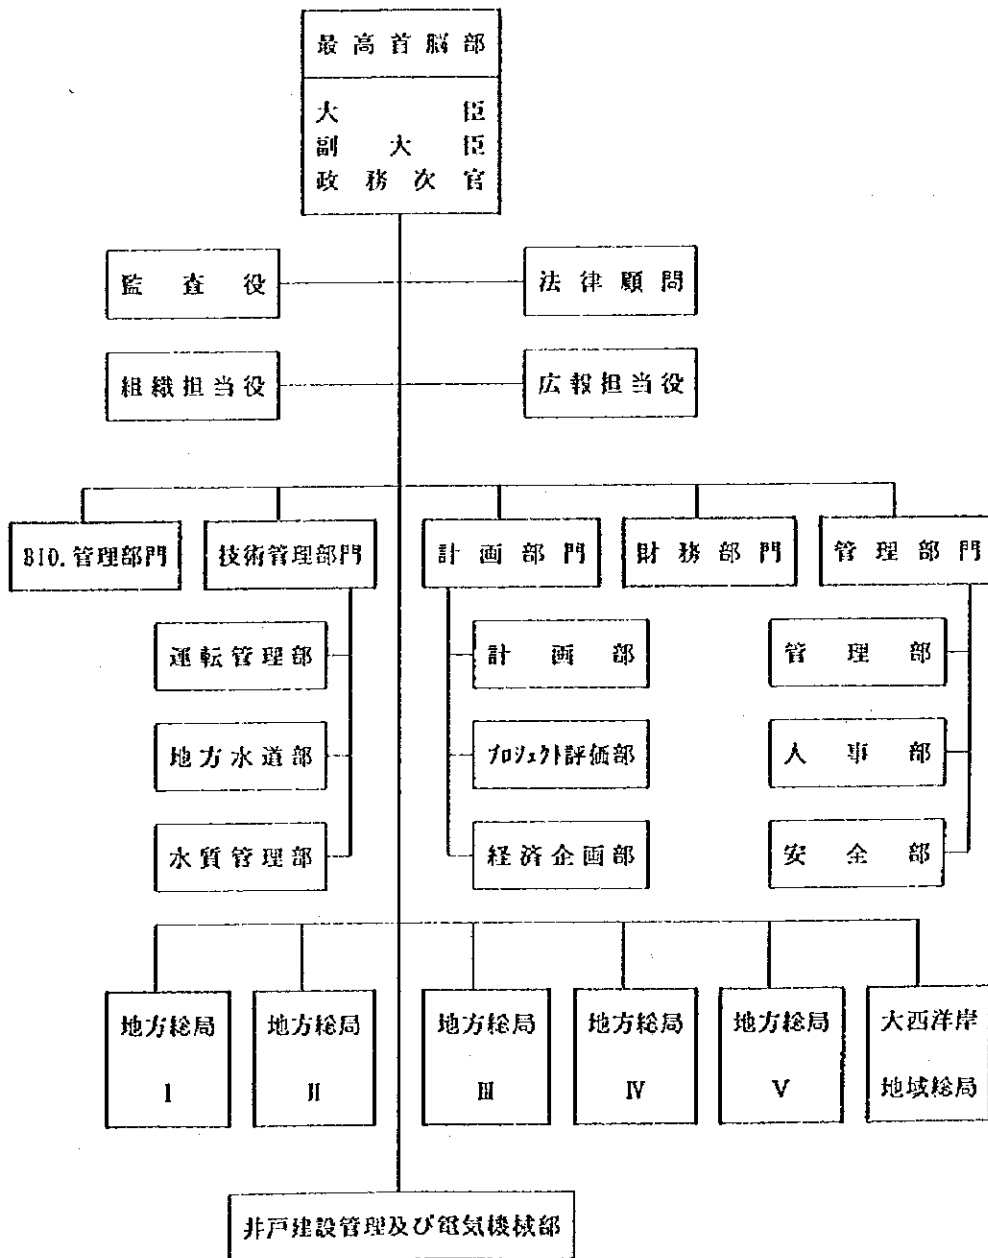 最高首脳部
大臣
副大臣
政務次官
監査役
法律顧問
組織担当役
広報担当役
BIO.管理部門
技術管理部門
計画部門
財務部門
管理部門
運転管理部
計画部
管理部
地方水道部
プロジェクト評価部
人事部
水質管理部
経済企画部
安全部
地方総局
I
地方総局
II
地方総局
III
地方総局
IV
地方総局
V
大西洋岸
地域総局
井戸建設管理及び電気機械部